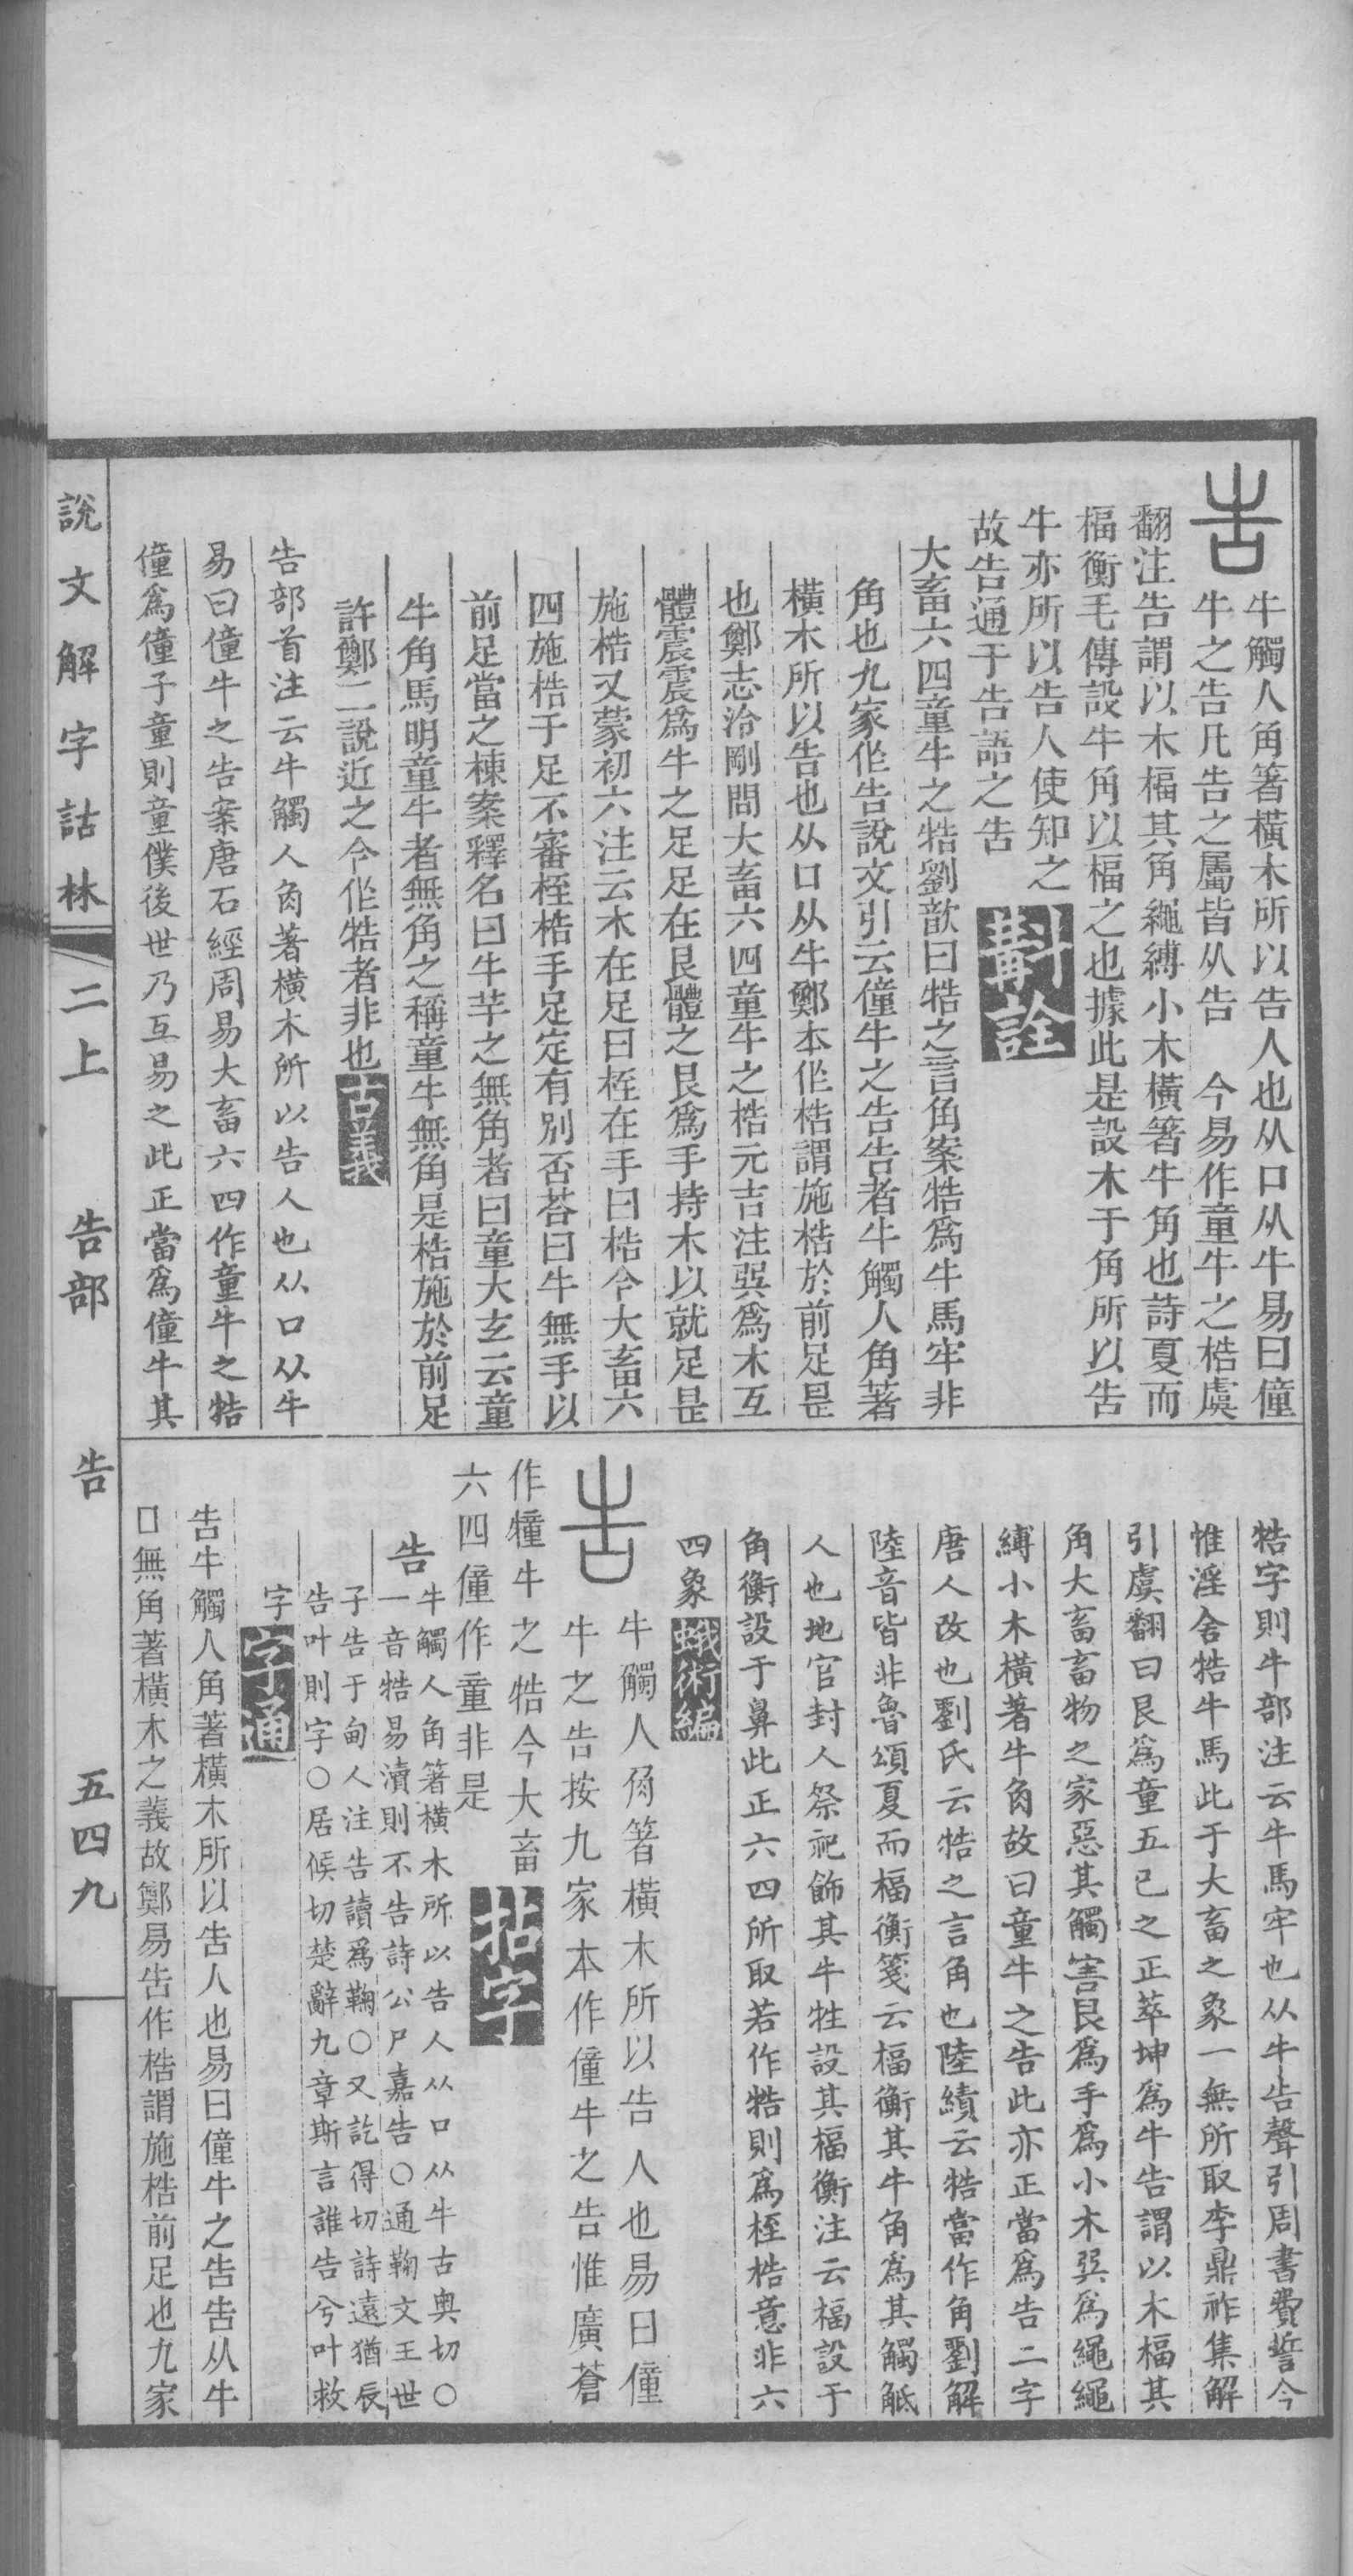 告
牛觸人角箸橫木所以告人也从口从牛易曰僮
牛之告凡告之屬皆从告　今易作童牛之梏虞
翻注告謂以木楅其角繩縛小木橫箸牛角也詩夏而
楅衡毛傳設牛角以楅之也據此是設木于角所以告
牛亦所以告人使知之
故告通于告語之告
斠詮
大畜六四童牛之牿劉歆曰牿之言角案牿爲牛馬牢非
角也九家作告說文引云僮牛之告告者牛觸人角著
橫木所以告也从口从牛鄭本作梏謂施梏於前足是
也鄭志泠剛問大畜六四童牛之梏元吉注巽爲木互
體震震爲牛之足足在艮體之艮爲手持木以就足是
施梏又蒙初六注云木在足曰桎在手曰梏今大畜六
四施梏于足不審桎梏手足定有別否荅曰牛無手以
前足當之棟案釋名曰牛羊之無角者曰童大玄云童
牛角馬明童牛者無角之稱童牛無角是梏施於前足
許鄭二說近之今作牿者非也古義
告部首注云牛觸人角著橫木所以告人也从口从牛
易曰僮牛之告案唐石經周易大畜六四作童牛之牿
僮爲僮子童則童僕後世乃互易之此正當爲僮牛其
牿字則牛部注云牛馬牢也从牛告聲引周書費誓今
惟淫舍牿牛馬此于大畜之象一無所取李鼎祚集解
引虞翻曰艮爲童五已之正萃坤爲牛告謂以木楅其
角大畜畜物之家惡其觸害艮爲手爲小木巽爲繩繩
縛小木橫著牛角故曰童牛之告此亦正當爲告二字
唐人改也劉氏云牿之言角也陸績云牿當作角劉解
陸音皆非魯頌夏而楅衡箋云楅衡其牛角爲其觸觝
人也地官封人祭祀飾其牛牲設其楅衡注云楅設于
角衡設于鼻此正六四所取若作牿則爲桎梏意非六
四象蛾術編
告
牛觸人角箸橫木所以告人也易曰僮
牛之告按九家本作僮牛之告惟廣蒼
作犝牛之牿今大畜
六四僮作童非是
拈字
告
牛觸人角箸橫木所以告人从口从牛古奥切○
一音牿易瀆則不告詩公尸嘉告○通鞫文王世
子告于甸人注告讀爲鞫○又訖得切詩遠猶辰
告叶則字○居候切楚辭九章斯言誰告兮叶救
字字通
告牛觸人角著橫木所以告人也易曰僮牛之告告从牛
口無角著橫木之義故鄭易告作梏謂施梏前足也九家
說文解字詁林　二上　告部　告　五四九